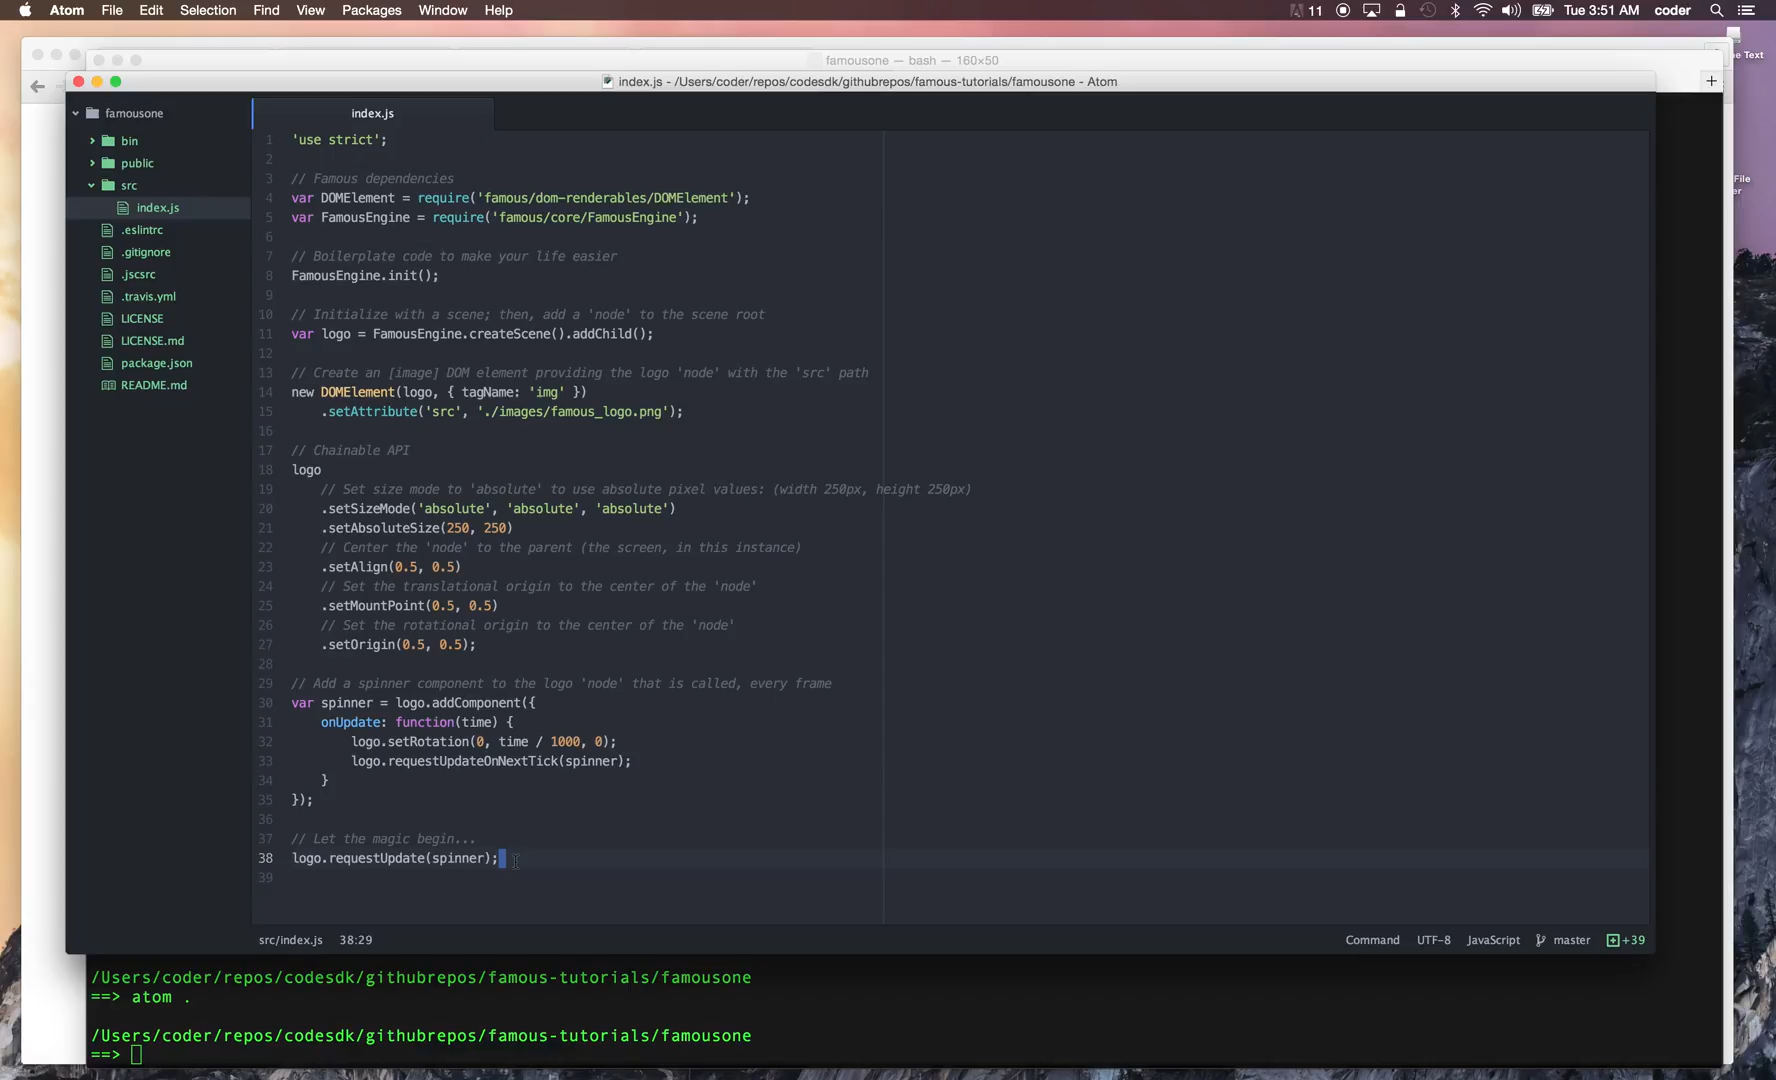 Atom File Edit Selection Find View Packages Window Help
11 Tue 3:51 AM coder
famousone — bash — 160×50
index.js - /Users/coder/repos/codesdk/githubrepos/famous-tutorials/famousone - Atom
e Text
File
er
famousone
bin
public
src
index.js
.eslintrc
.gitignore
.jscsrc
.travis.yml
LICENSE
LICENSE.md
package.json
README.md
index.js
1 'use strict';
2
3 // Famous dependencies
4 var DOMElement = require('famous/dom-renderables/DOMElement');
5 var FamousEngine = require('famous/core/FamousEngine');
6
7 // Boilerplate code to make your life easier
8 FamousEngine.init();
9
10 // Initialize with a scene; then, add a 'node' to the scene root
11 var logo = FamousEngine.createScene().addChild();
12
13 // Create an [image] DOM element providing the logo 'node' with the 'src' path
14 new DOMElement(logo, { tagName: 'img' })
15 .setAttribute('src', './images/famous_logo.png');
16
17 // Chainable API
18 logo
19 // Set size mode to 'absolute' to use absolute pixel values: (width 250px, height 250px)
20 .setSizeMode('absolute', 'absolute', 'absolute')
21 .setAbsoluteSize(250, 250)
22 // Center the 'node' to the parent (the screen, in this instance)
23 .setAlign(0.5, 0.5)
24 // Set the translational origin to the center of the 'node'
25 .setMountPoint(0.5, 0.5)
26 // Set the rotational origin to the center of the 'node'
27 .setOrigin(0.5, 0.5);
28
29 // Add a spinner component to the logo 'node' that is called, every frame
30 var spinner = logo.addComponent({
31 onUpdate: function(time) {
32 logo.setRotation(0, time / 1000, 0);
33 logo.requestUpdateOnNextTick(spinner);
34 }
35 });
36
37 // Let the magic begin...
38 logo.requestUpdate(spinner);
39
src/index.js 38:29 Command UTF-8 JavaScript master +39
/Users/coder/repos/codesdk/githubrepos/famous-tutorials/famousone
==> atom .
/Users/coder/repos/codesdk/githubrepos/famous-tutorials/famousone
==>